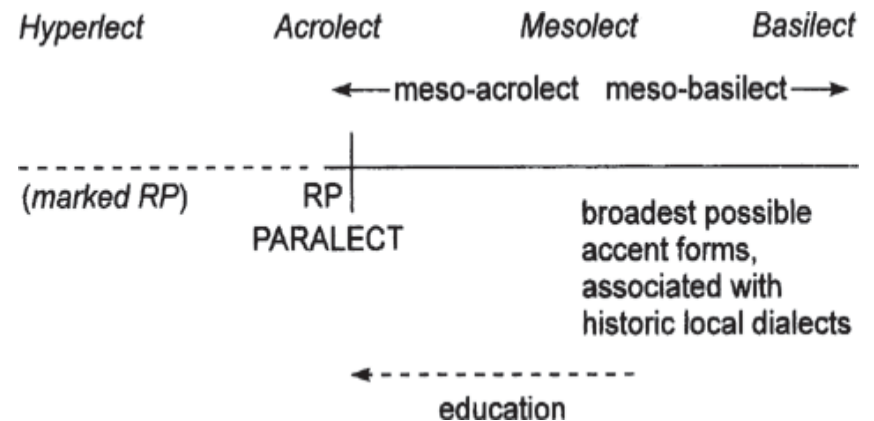 Hyperlect Acrolect Mesolect Basilect
meso-acrolect meso-basilect
(marked RP) RP
PARALECT
broadest possible
accent forms,
associated with
historic local dialects
education